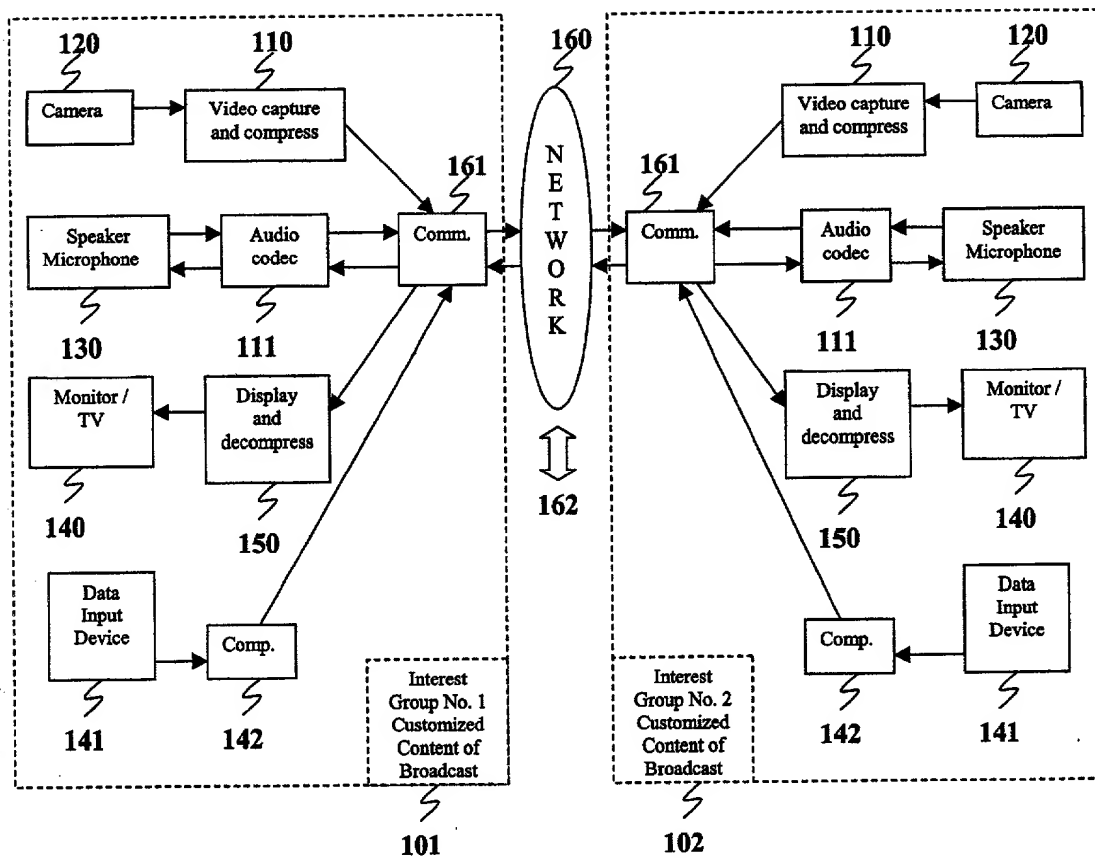 120
110
160
110
120
Camera
Video capture
and compress
Video capture
and compress
Camera
N
E
T
W
O
R
K
161
161
Speaker
Microphone
Audio
codec
Comm.
Comm.
Audio
codec
Speaker
Microphone
130
111
111
130
Monitor /
TV
Display
and
decompress
Display
and
decompress
Monitor /
TV
162
140
150
150
140
Data
Input
Device
Comp.
Comp.
Data
Input
Device
141
142
142
141
Interest
Group No. 1
Customized
Content of
Broadcast
Interest
Group No. 2
Customized
Content of
Broadcast
101
102